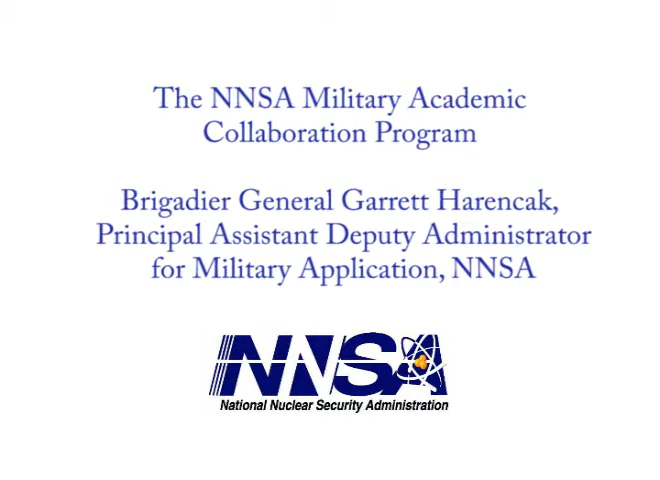 The NNSA Military Academic
Collaboration Program
Brigadier General Garrett Harencak,
Principal Assistant Deputy Administrator
for Military Application, NNSA
NNSA
National Nuclear Security Administration